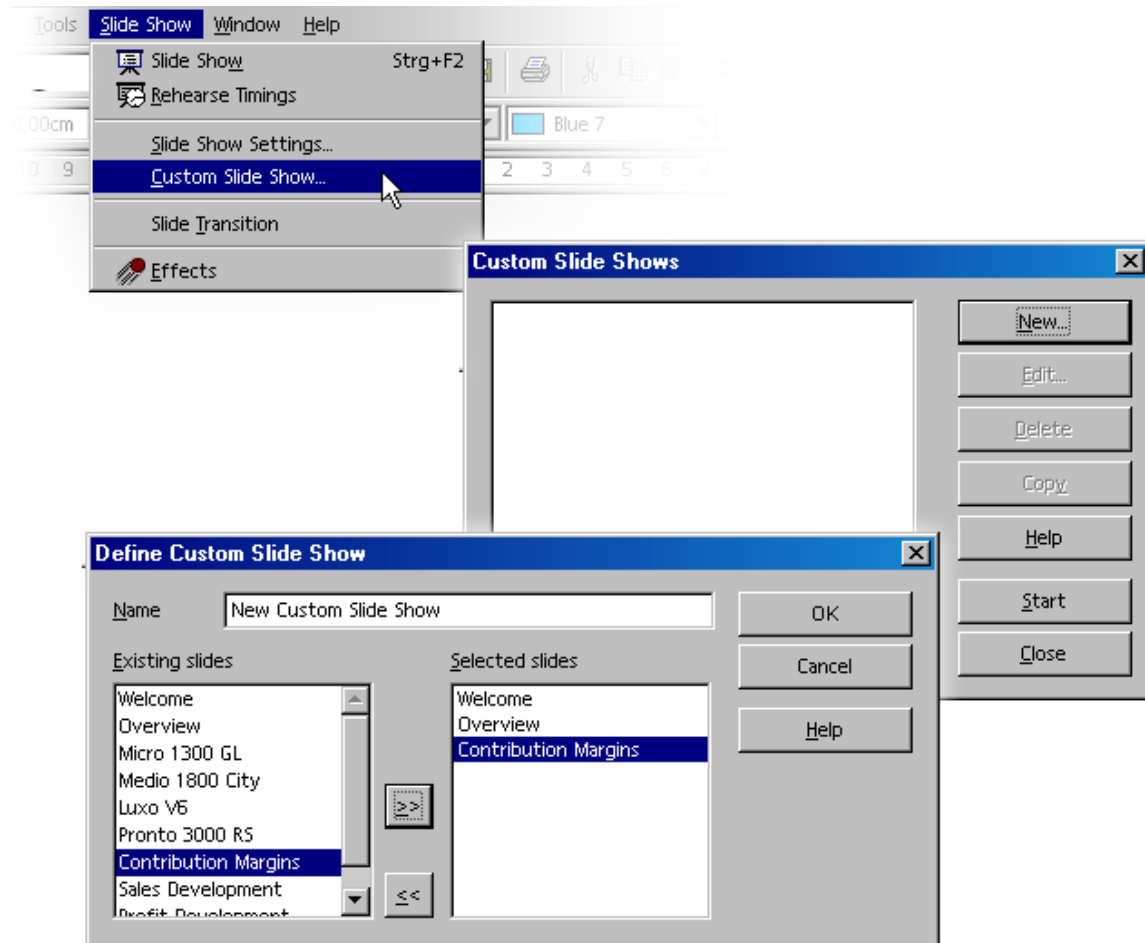 Tools Slide Show Window Help
Slide Show Strg+F2
Rehearse Timings
0,00cm
Blue 7
Slide Show Settings...
10 9
2 3 4 5 6 7
Custom Slide Show...
Slide Transition
Effects
Custom Slide Shows
New...
Edit...
Delete
Copy
Help
Start
Close
Define Custom Slide Show
Name New Custom Slide Show
OK
Existing slides
Selected slides
Cancel
Welcome
Overview
Micro 1300 GL
Medio 1800 City
Luxo V6
Pronto 3000 RS
Contribution Margins
Sales Development
Profit Development
>>
<<
Welcome
Overview
Contribution Margins
Help